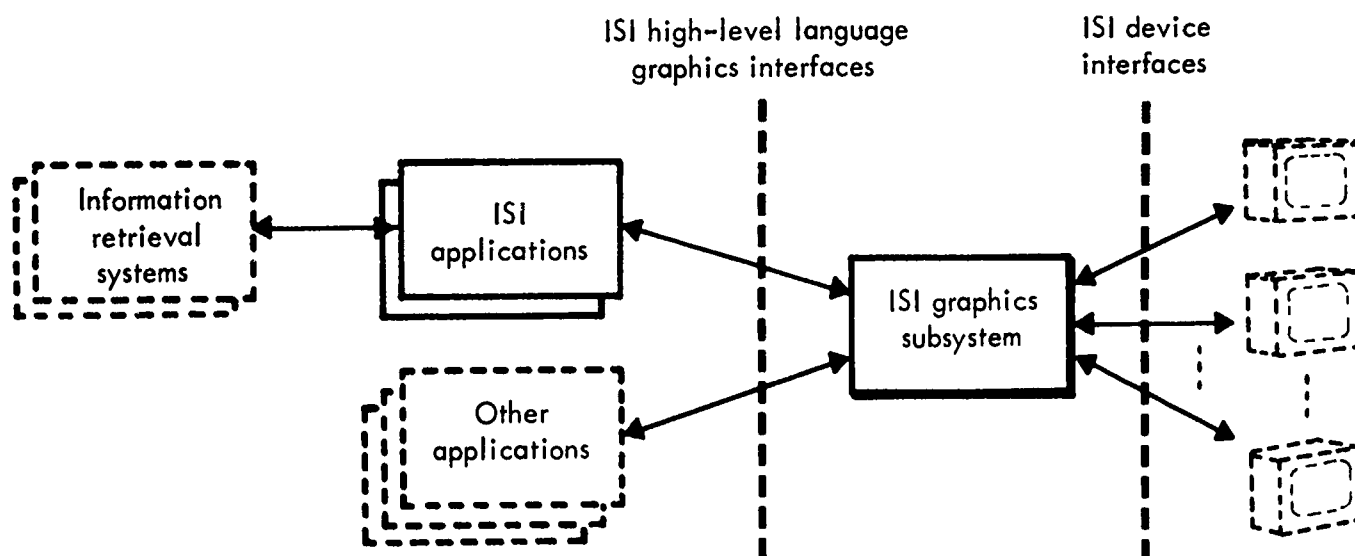 ISI high-level language
graphics interfaces
ISI device
interfaces
Information
retrieval
systems
ISI
applications
ISI graphics
subsystem
Other
applications